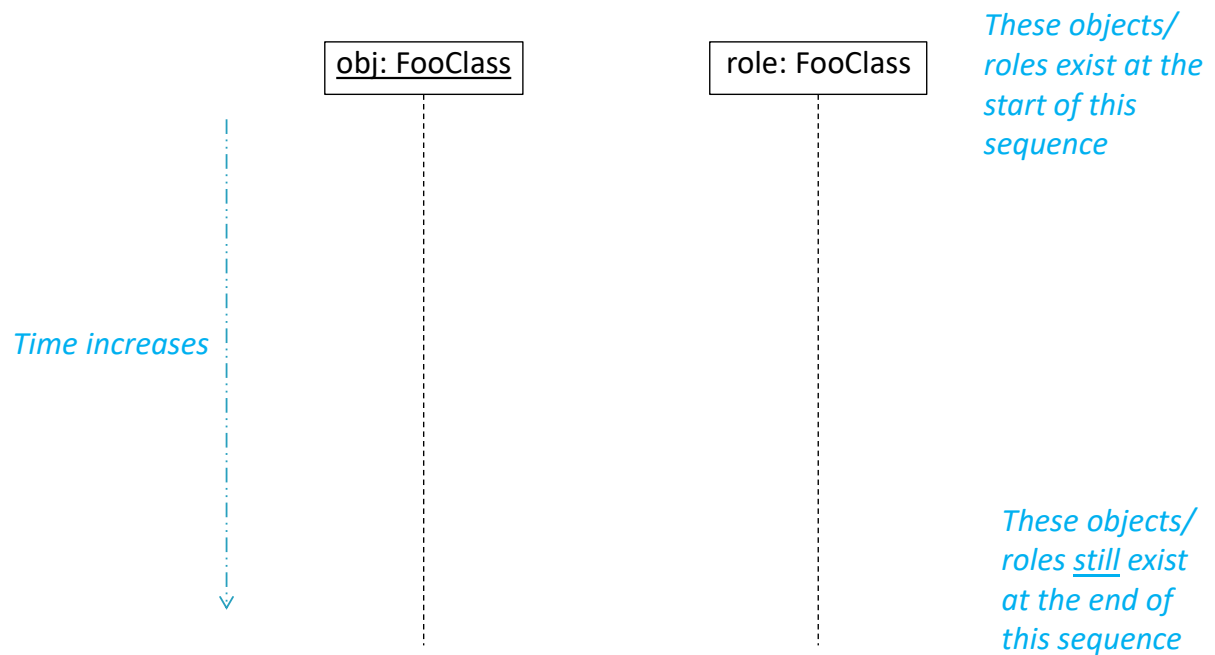 obj: FooClass
role: FooClass
These objects/
roles exist at the
start of this
sequence
Time increases
These objects/
roles still exist
at the end of
this sequence